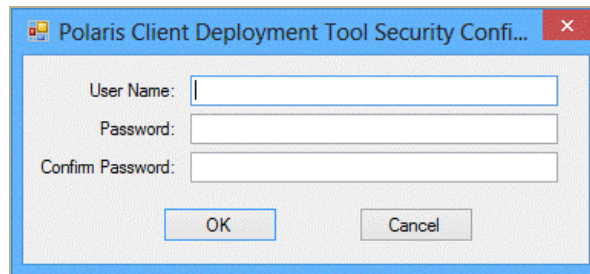 Polaris Client Deployment Tool Security Confi...
User Name:
Password:
Confirm Password:
OK Cancel